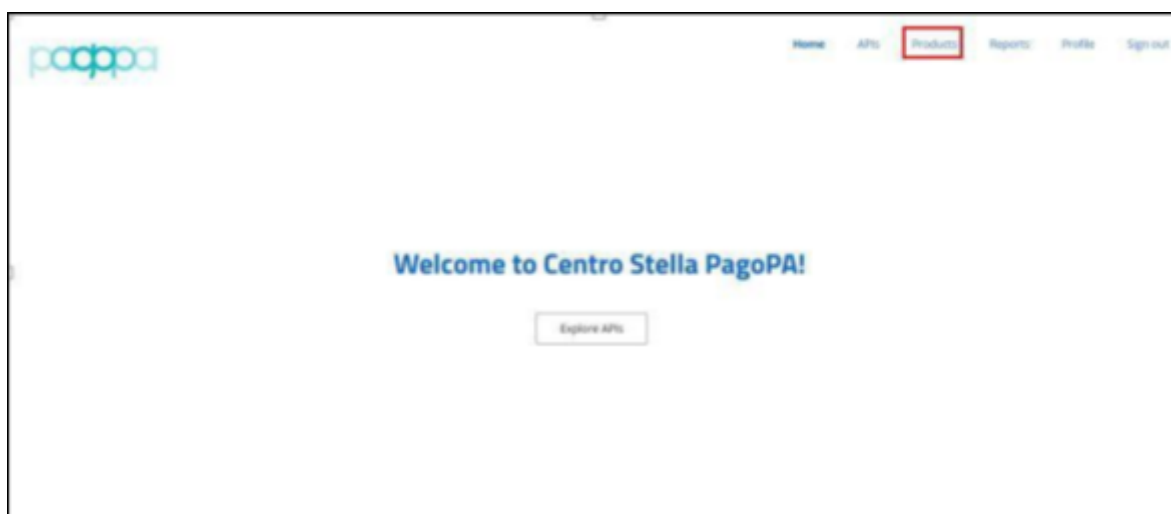 pagopa
Home APIs Products Reports Profile Sign out
Welcome to Centro Stella PagoPA!
Explore APIs